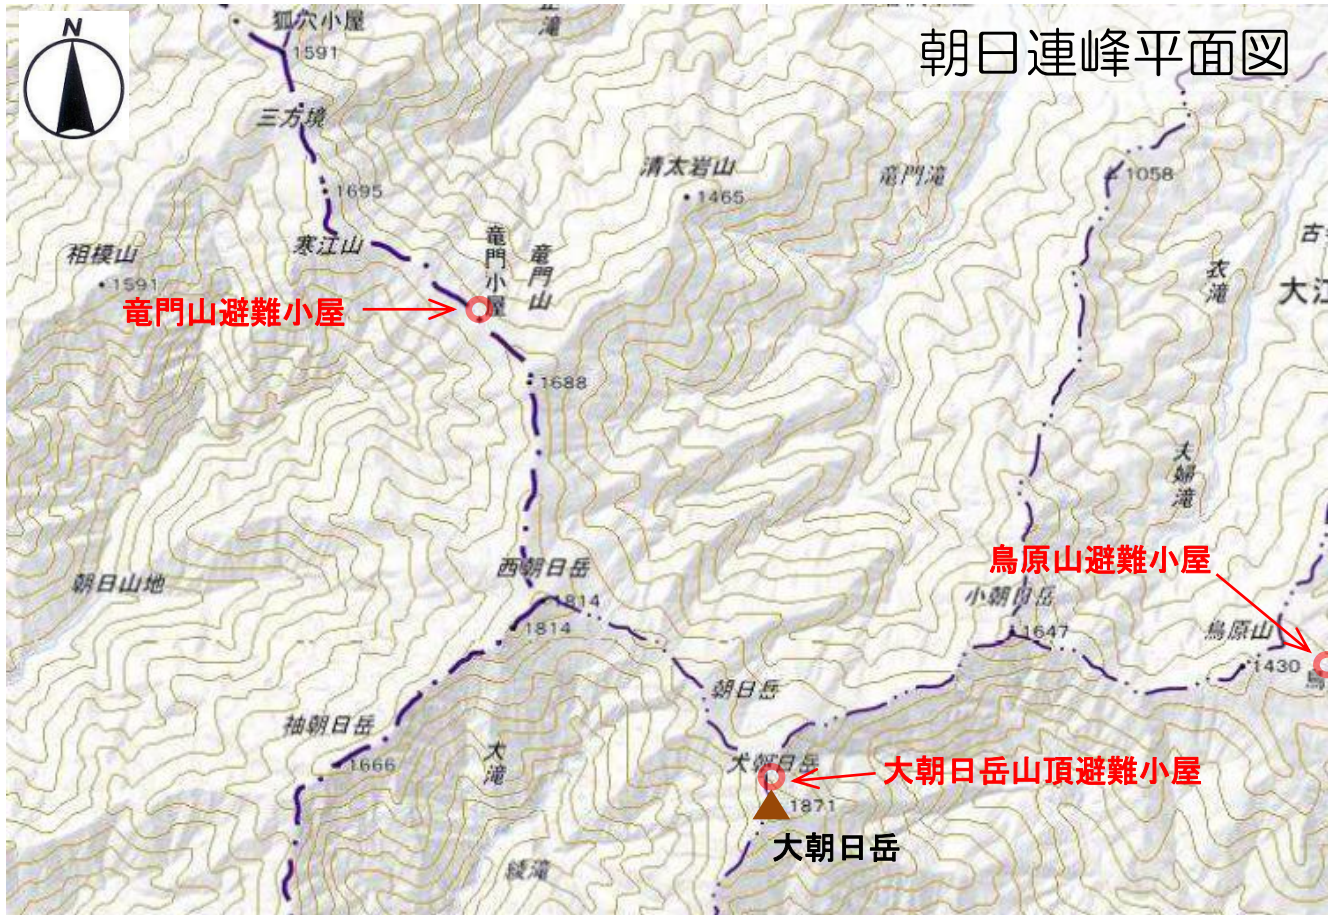 N
狐穴小屋
1591
朝日連峰平面図
三方境
清太岩山
1465
竜門滝
1058
1695
寒江山
竜門小屋
竜門山
相模山
1591
衣滝
竜門山避難小屋
1688
夫婦滝
西朝日岳
朝日山地
鳥原山避難小屋
小朝日岳
1814
1814
1647
鳥原山
1430
朝日岳
袖朝日岳
大滝
1666
大朝日岳
大朝日岳山頂避難小屋
1871
大朝日岳
綾滝